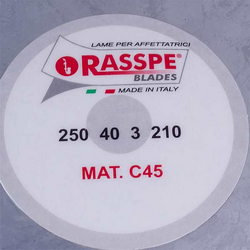 LAME PER AFFETTATRICI
RASSPE
BLADES
MADE IN ITALY
250 40 3 210
MAT. C45